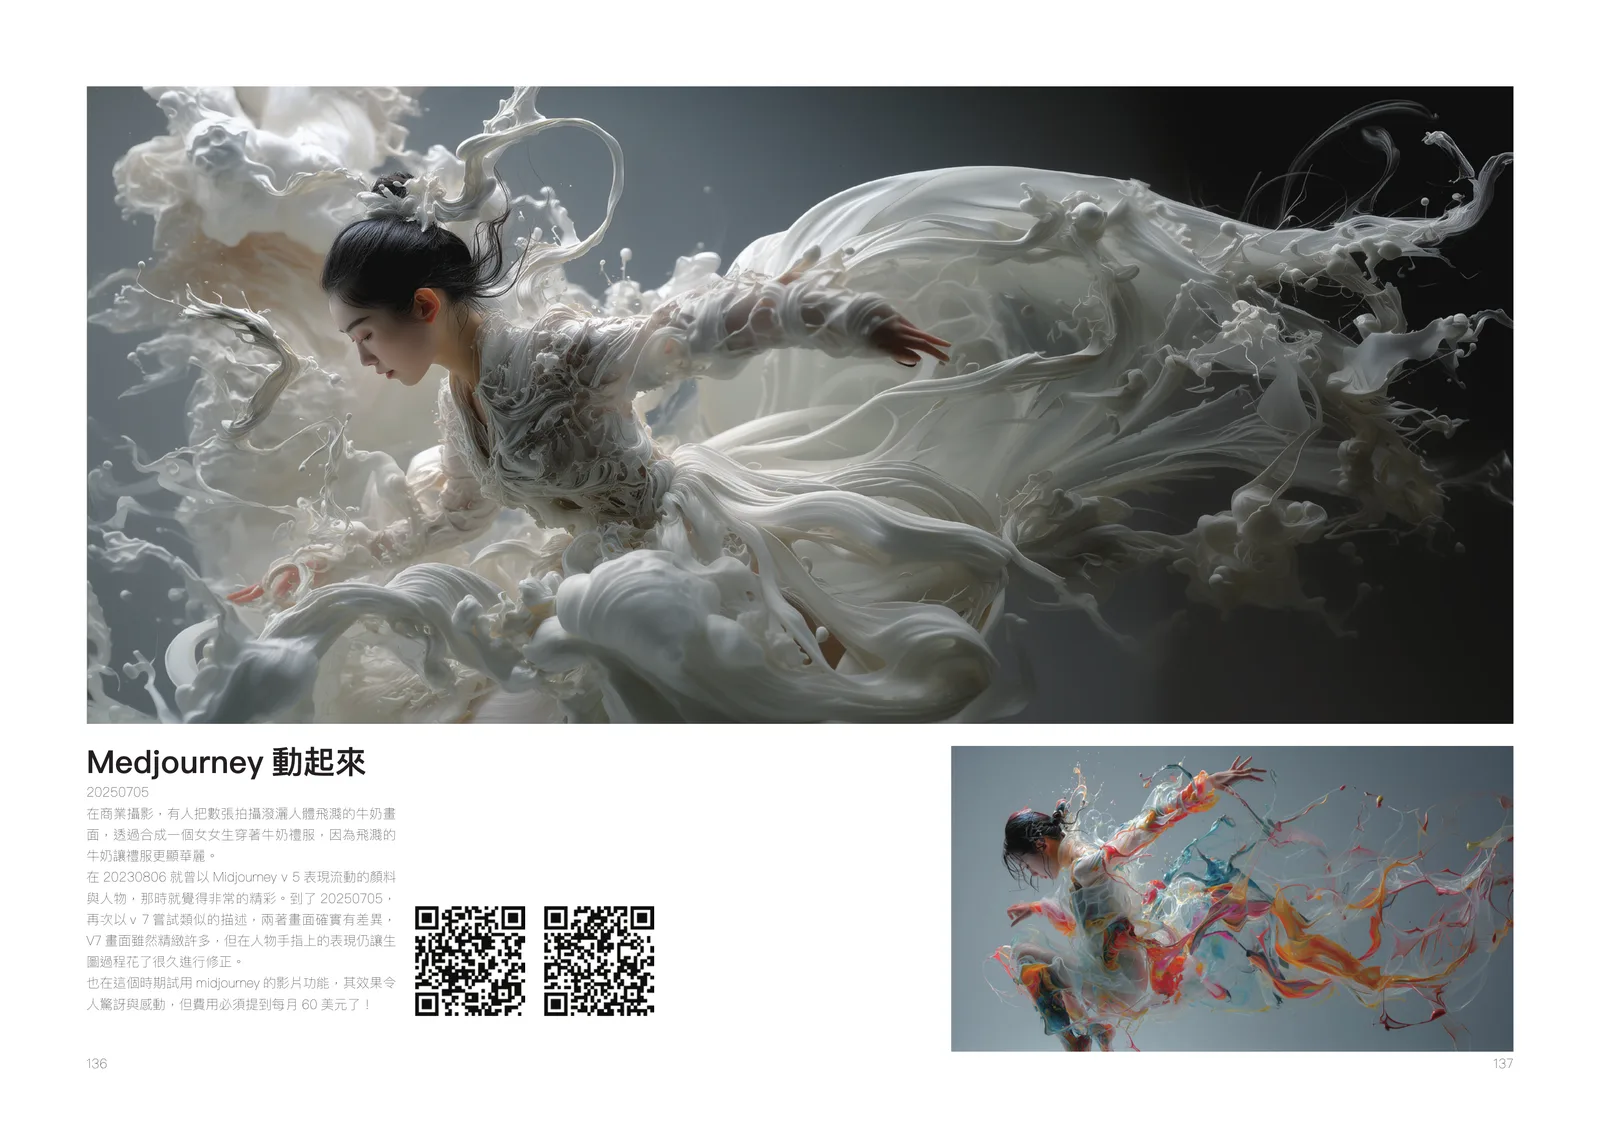 Medjourney 動起來
20250705
在商業攝影，有人把數張拍攝潑灑人體飛濺的牛奶畫
面，透過合成一個女女生穿著牛奶禮服，因為飛濺的
牛奶讓禮服更顯華麗。
在 20230806 就曾以 Midjourney v 5 表現流動的顏料
與人物，那時就覺得非常的精彩。到了 20250705，
再次以 v 7 嘗試類似的描述，兩著畫面確實有差異，
V7 畫面雖然精緻許多，但在人物手指上的表現仍讓生
圖過程花了很久進行修正。
也在這個時期試用 midjourney 的影片功能，其效果令
人驚訝與感動，但費用必須提到每月 60 美元了！
136
137